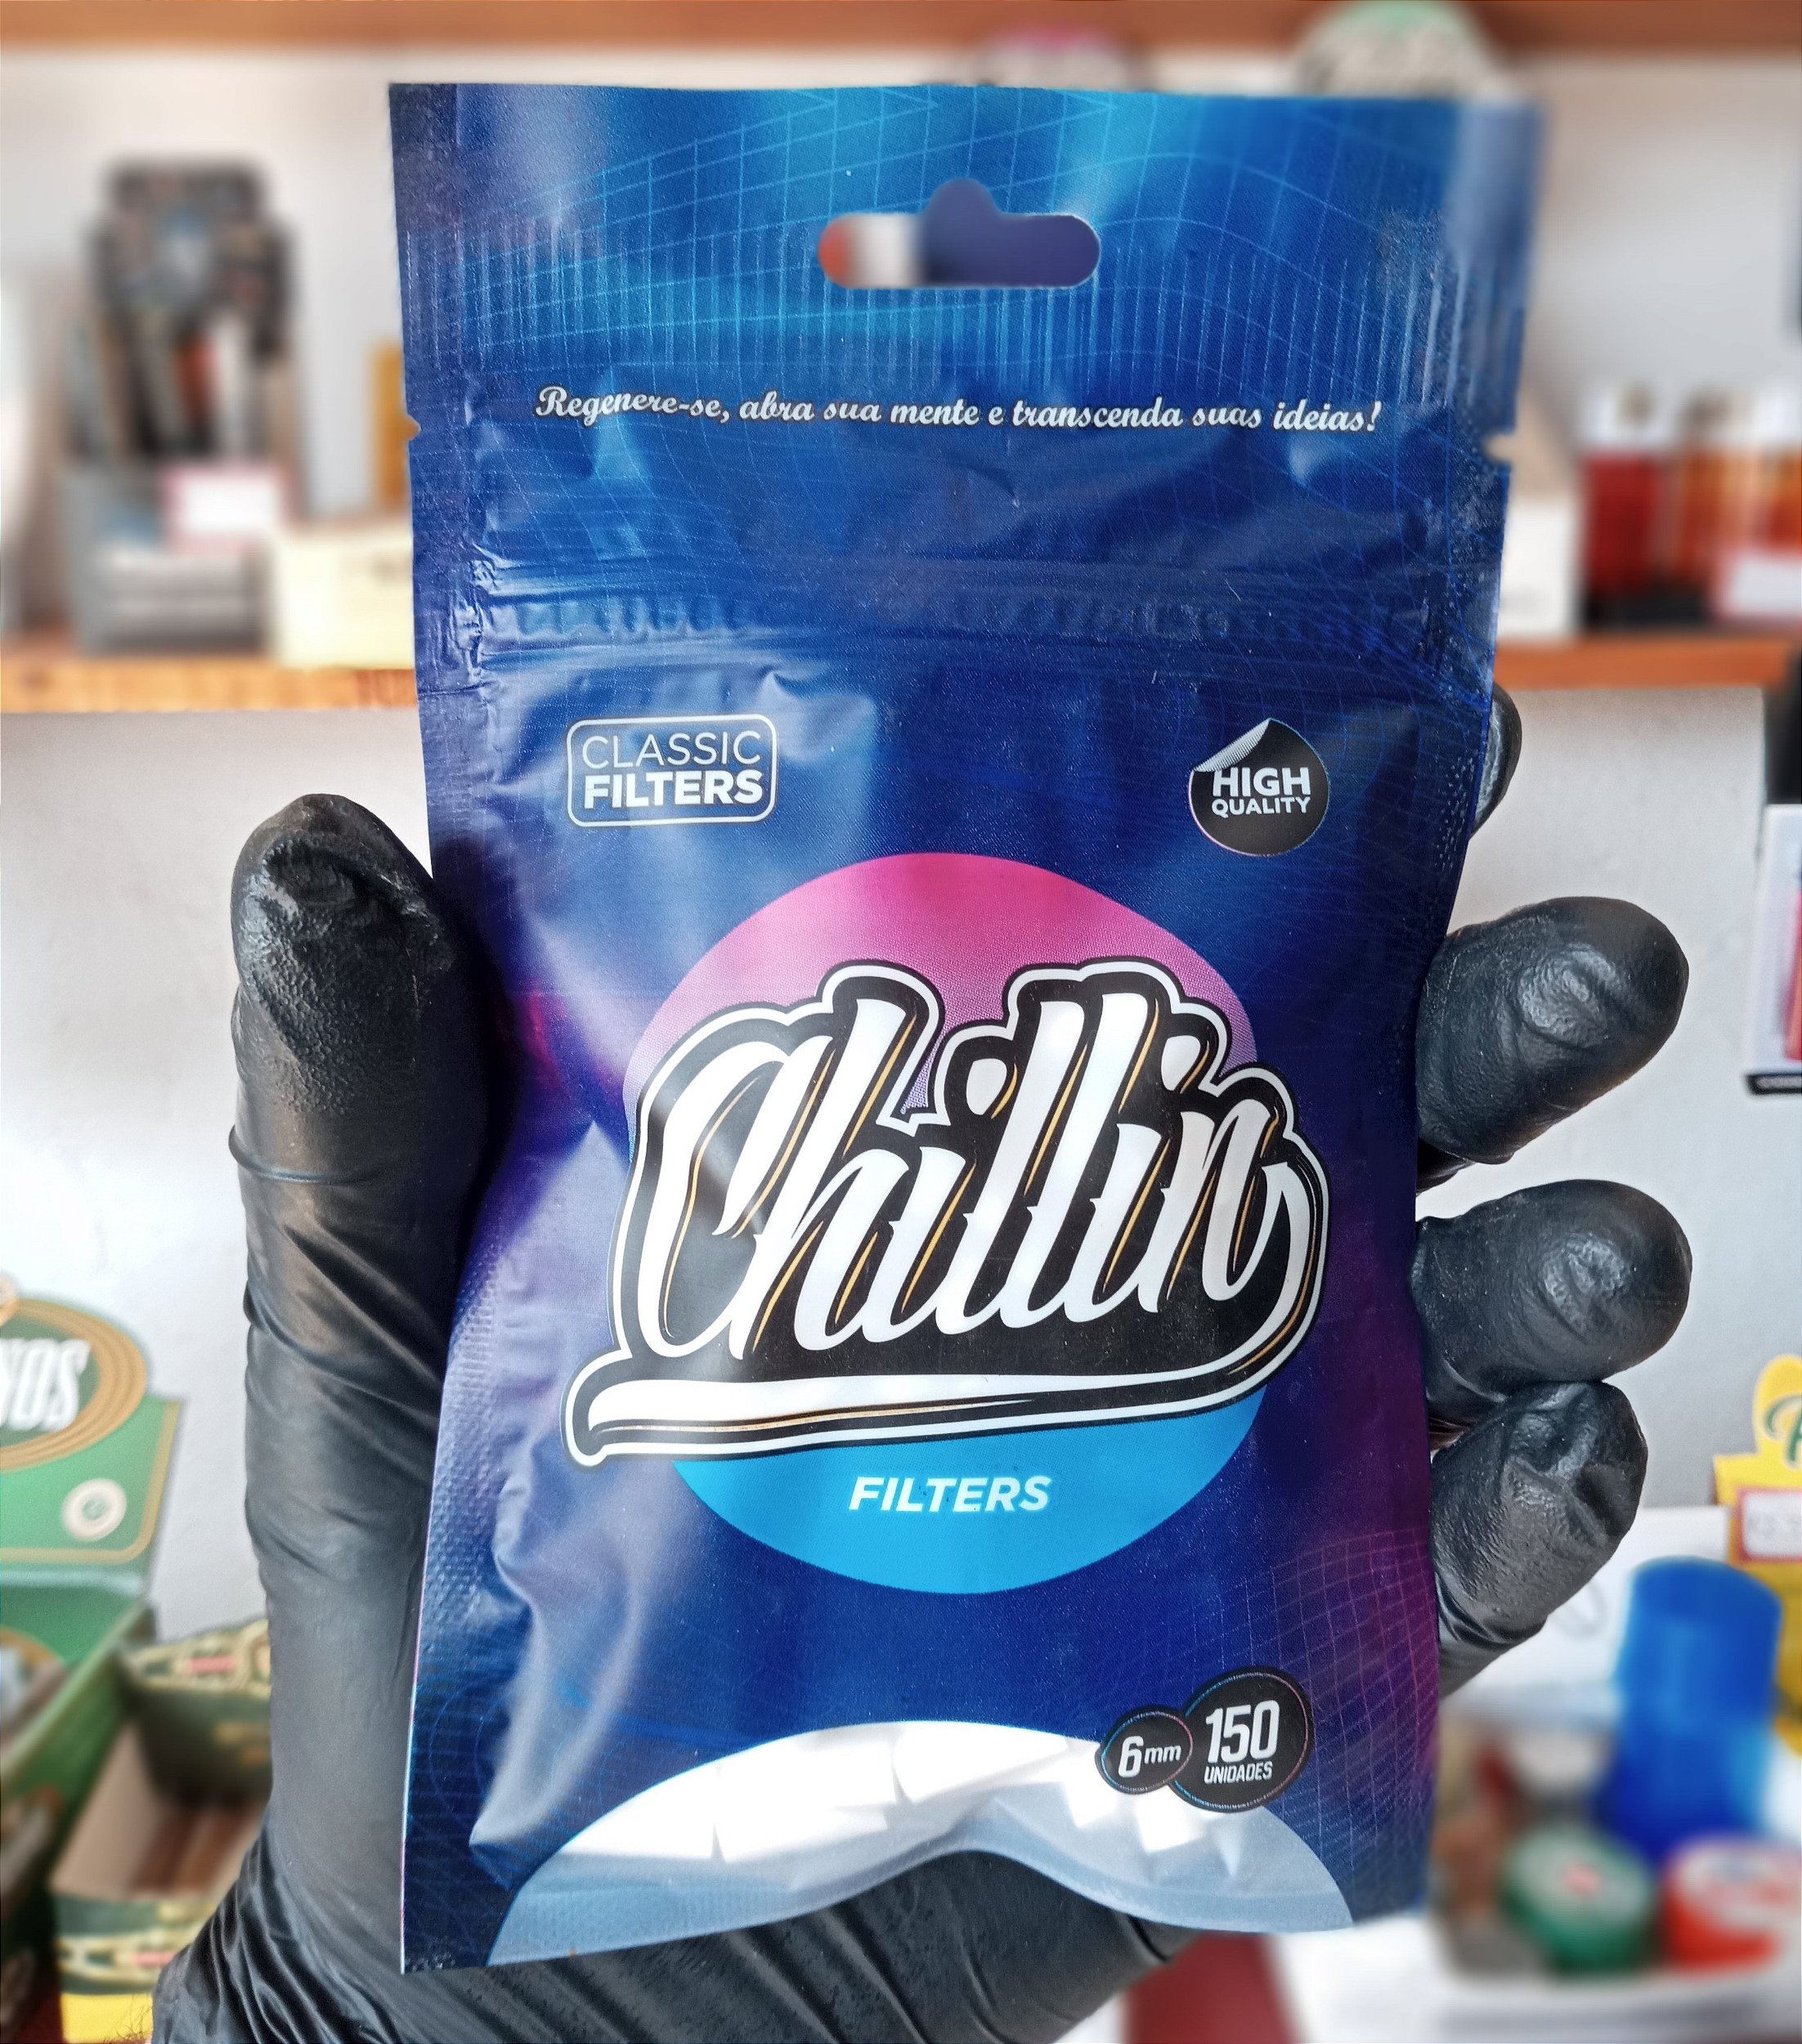 Regenere-se, abra sua mente e transcenda suas ideias!
CLASSIC
FILTERS
HIGH
QUALITY
Chillin
FILTERS
6mm
150
UNIDADES